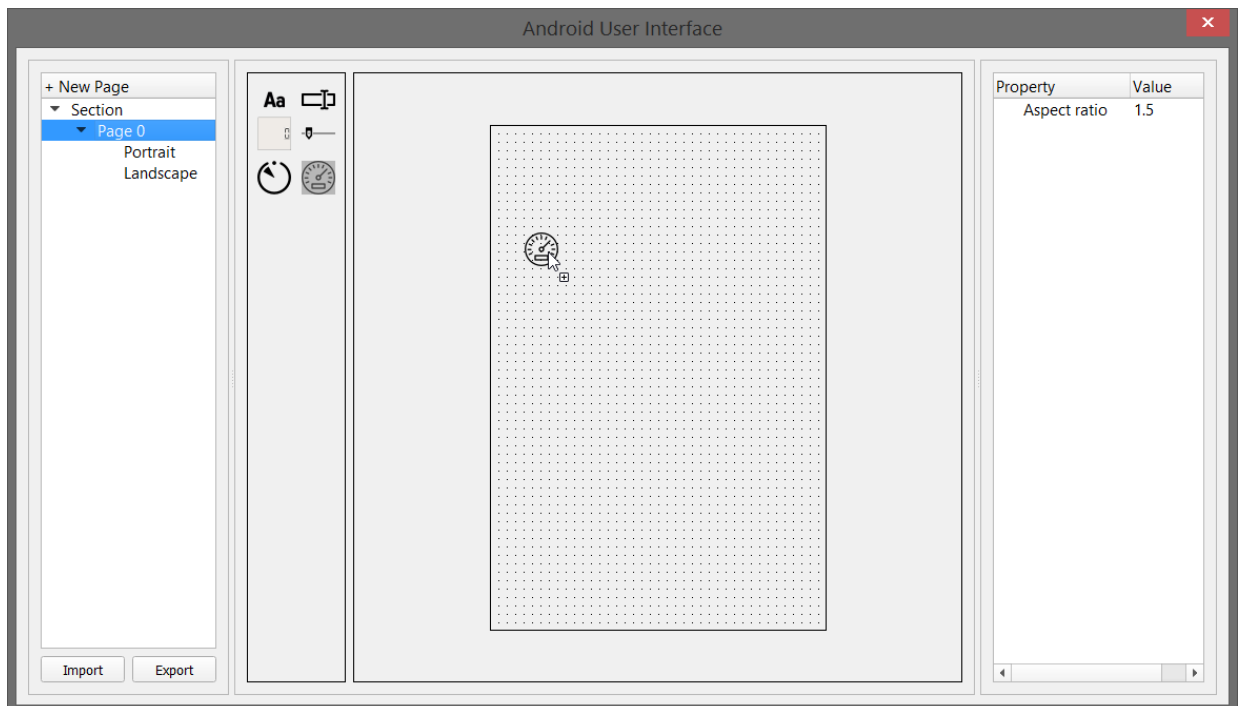 Android User Interface
+ New Page
Section
Page 0
Portrait
Landscape
Import
Export
Aa
0
Property Value
Aspect ratio 1.5